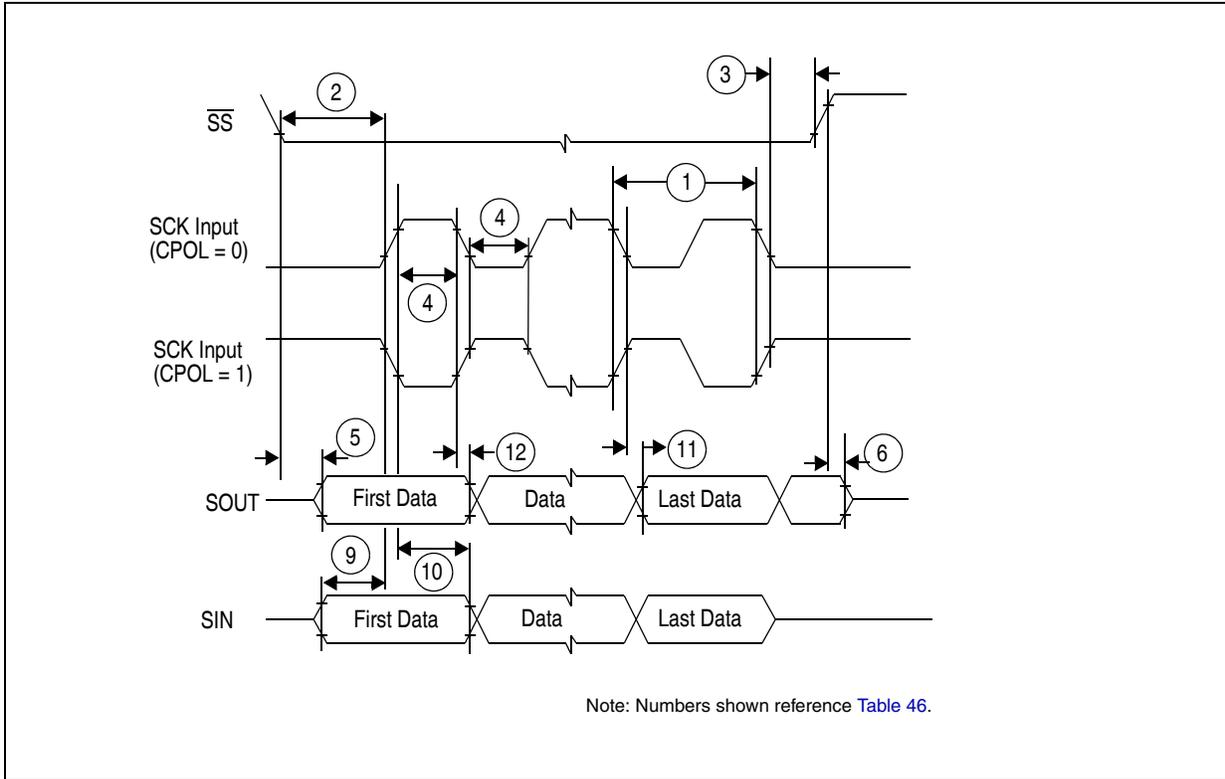 3
2
SS
1
SCK Input
(CPOL = 0)
4
4
SCK Input
(CPOL = 1)
5
12
11
6
SOUT
First Data
Data
Last Data
9
10
SIN
First Data
Data
Last Data
Note: Numbers shown reference Table 46.